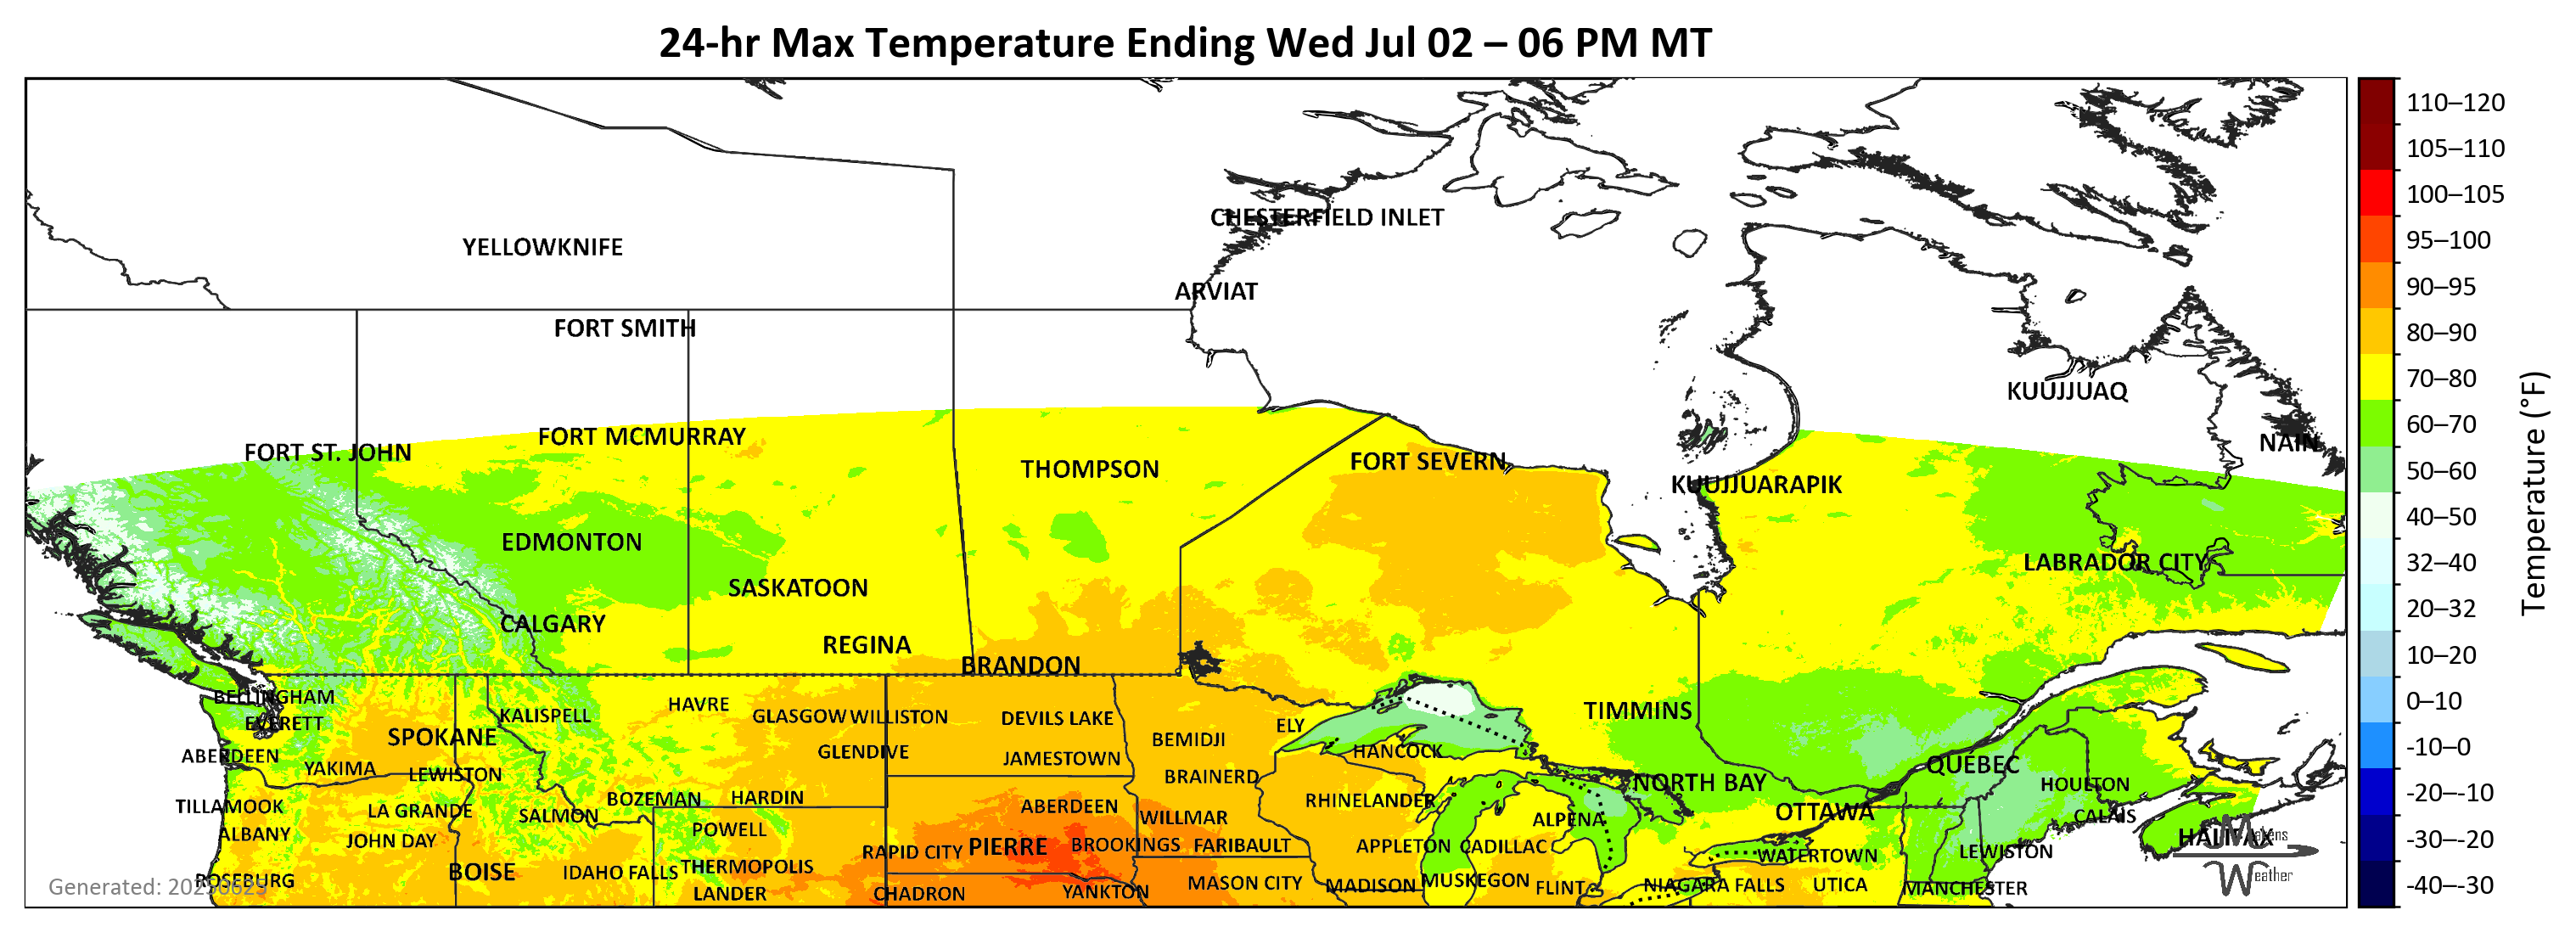 24-hr Max Temperature Ending Wed Jul 02 – 06 PM MT
CHESTERFIELD INLET
YELLOWKNIFE
ARVIAT
FORT SMITH
KUUJJUAQ
FORT MCMURRAY
NAIN
FORT ST. JOHN
FORT SEVERN
THOMPSON
KUUJJUARAPIK
EDMONTON
LABRADOR CITY
SASKATOON
CALGARY
REGINA
BRANDON
BELLINGHAM
HAVRE
TIMMINS
KALISPELL
GLASGOW WILLISTON
DEVILS LAKE
EVERETT
ELY
SPOKANE
BEMIDJI
GLENDIVE
HANCOCK
ABERDEEN
JAMESTOWN
QUÉBEC
YAKIMA
LEWISTON
BRAINERD
NORTH BAY
HOULTON
BOZEMAN
HARDIN
RHINELANDER
TILLAMOOK
ABERDEEN
LA GRANDE
OTTAWA
SALMON
WILLMAR
CALAIS
ALPENA
POWELL
ALBANY
HALIFAX
JOHN DAY
PIERRE
BROOKINGS
FARIBAULT
APPLETON
CADILLAC
RAPID CITY
LEWISTON
WATERTOWN
THERMOPOLIS
BOISE
IDAHO FALLS
ROSEBURG
MASON CITY
MADISON
MUSKEGON
NIAGARA FALLS
UTICA
FLINT
MANCHESTER
LANDER
CHADRON
YANKTON
Generated: 20250625
Makens
Weather
110–120
105–110
100–105
95–100
90–95
80–90
70–80
60–70
50–60
40–50
32–40
20–32
10–20
0–10
-10–0
-20–-10
-30–-20
-40–-30
Temperature (°F)